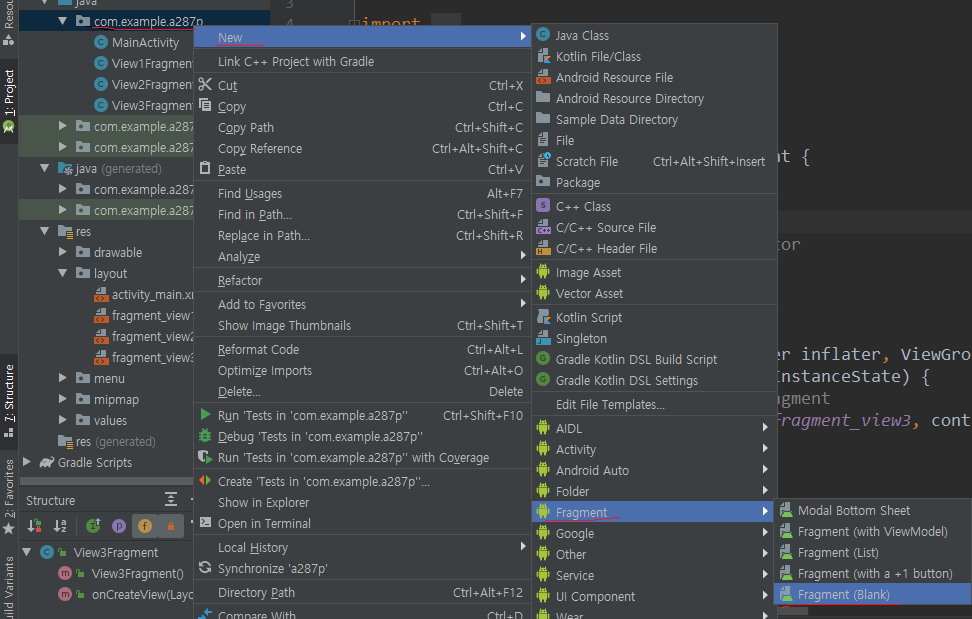 Resou
1: Project
7: Structure
2: Favorites
uild Variants
java
com.example.a287p
MainActivity
View1Fragmen
View2Fragmen
View3Fragmen
com.example.a287
com.example.a287
java (generated)
com.example.a287
com.example.a287
res
drawable
layout
activity_main.xm
fragment_view1
fragment_view2
fragment_view3
menu
mipmap
values
res (generated)
Gradle Scripts
Structure
View3Fragment
View3Fragment()
onCreateView(Layo
New
Link C++ Project with Gradle
Cut Ctrl+X
Copy Ctrl+C
Copy Path Ctrl+Shift+C
Copy Reference Ctrl+Alt+Shift+C
Paste Ctrl+V
Find Usages Alt+F7
Find in Path... Ctrl+Shift+F
Replace in Path... Ctrl+Shift+R
Analyze
Refactor
Add to Favorites
Show Image Thumbnails Ctrl+Shift+T
Reformat Code Ctrl+Alt+L
Optimize Imports Ctrl+Alt+O
Delete... Delete
Run 'Tests in 'com.example.a287p'' Ctrl+Shift+F10
Debug 'Tests in 'com.example.a287p''
Run 'Tests in 'com.example.a287p'' with Coverage
Create 'Tests in 'com.example.a287p''...
Show in Explorer
Open in Terminal
Local History
Synchronize 'a287p'
Directory Path Ctrl+Alt+F12
Compare With... Ctrl+D
Java Class
Kotlin File/Class
Android Resource File
Android Resource Directory
Sample Data Directory
File
Scratch File Ctrl+Alt+Shift+Insert
Package
C++ Class
C/C++ Source File
C/C++ Header File
Image Asset
Vector Asset
Kotlin Script
Singleton
Gradle Kotlin DSL Build Script
Gradle Kotlin DSL Settings
Edit File Templates...
AIDL
Activity
Android Auto
Folder
Fragment
Google
Other
Service
UI Component
Wear
Modal Bottom Sheet
Fragment (with ViewModel)
Fragment (List)
Fragment (with a +1 button)
Fragment (Blank)
3
4
import
nt {
tor
er inflater, ViewGro
InstanceState) {
agment
fragment_view3, cont